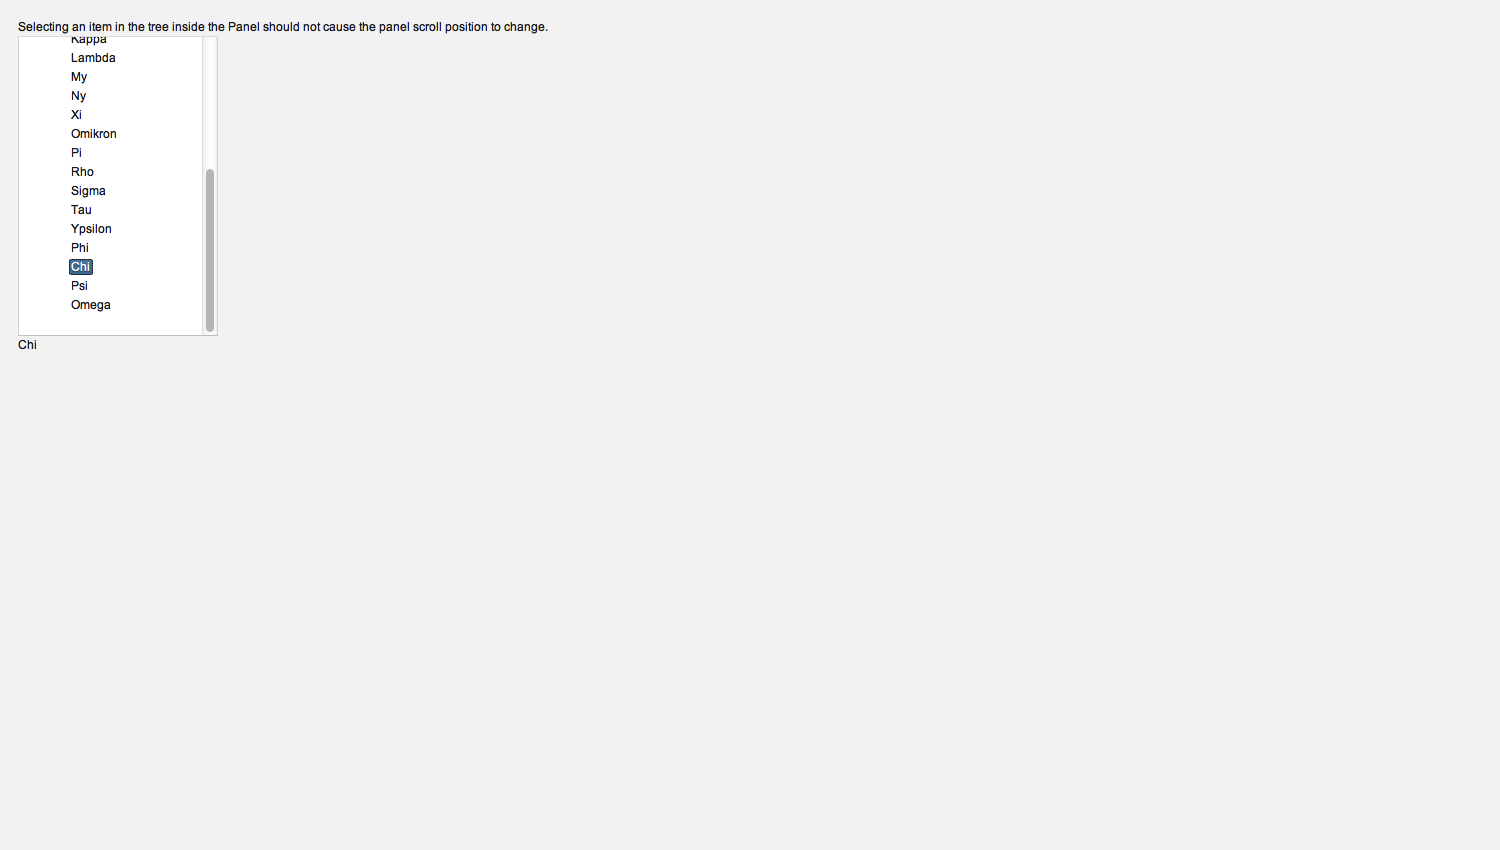 Selecting an item in the tree inside the Panel should not cause the panel scroll position to change.
Kappa
Lambda
My
Ny
Xi
Omikron
Pi
Rho
Sigma
Tau
Ypsilon
Phi
Chi
Psi
Omega
Chi